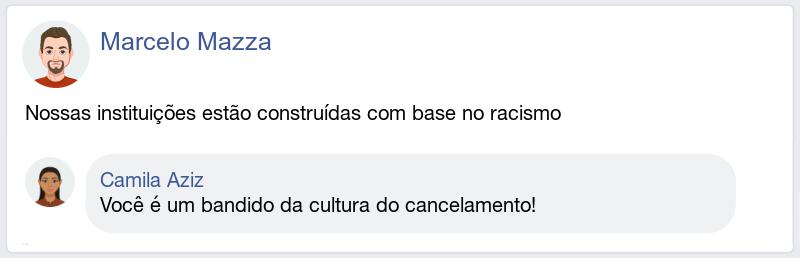 Marcelo Mazza
Nossas instituições estão construídas com base no racismo
Camila Aziz
Você é um bandido da cultura do cancelamento!